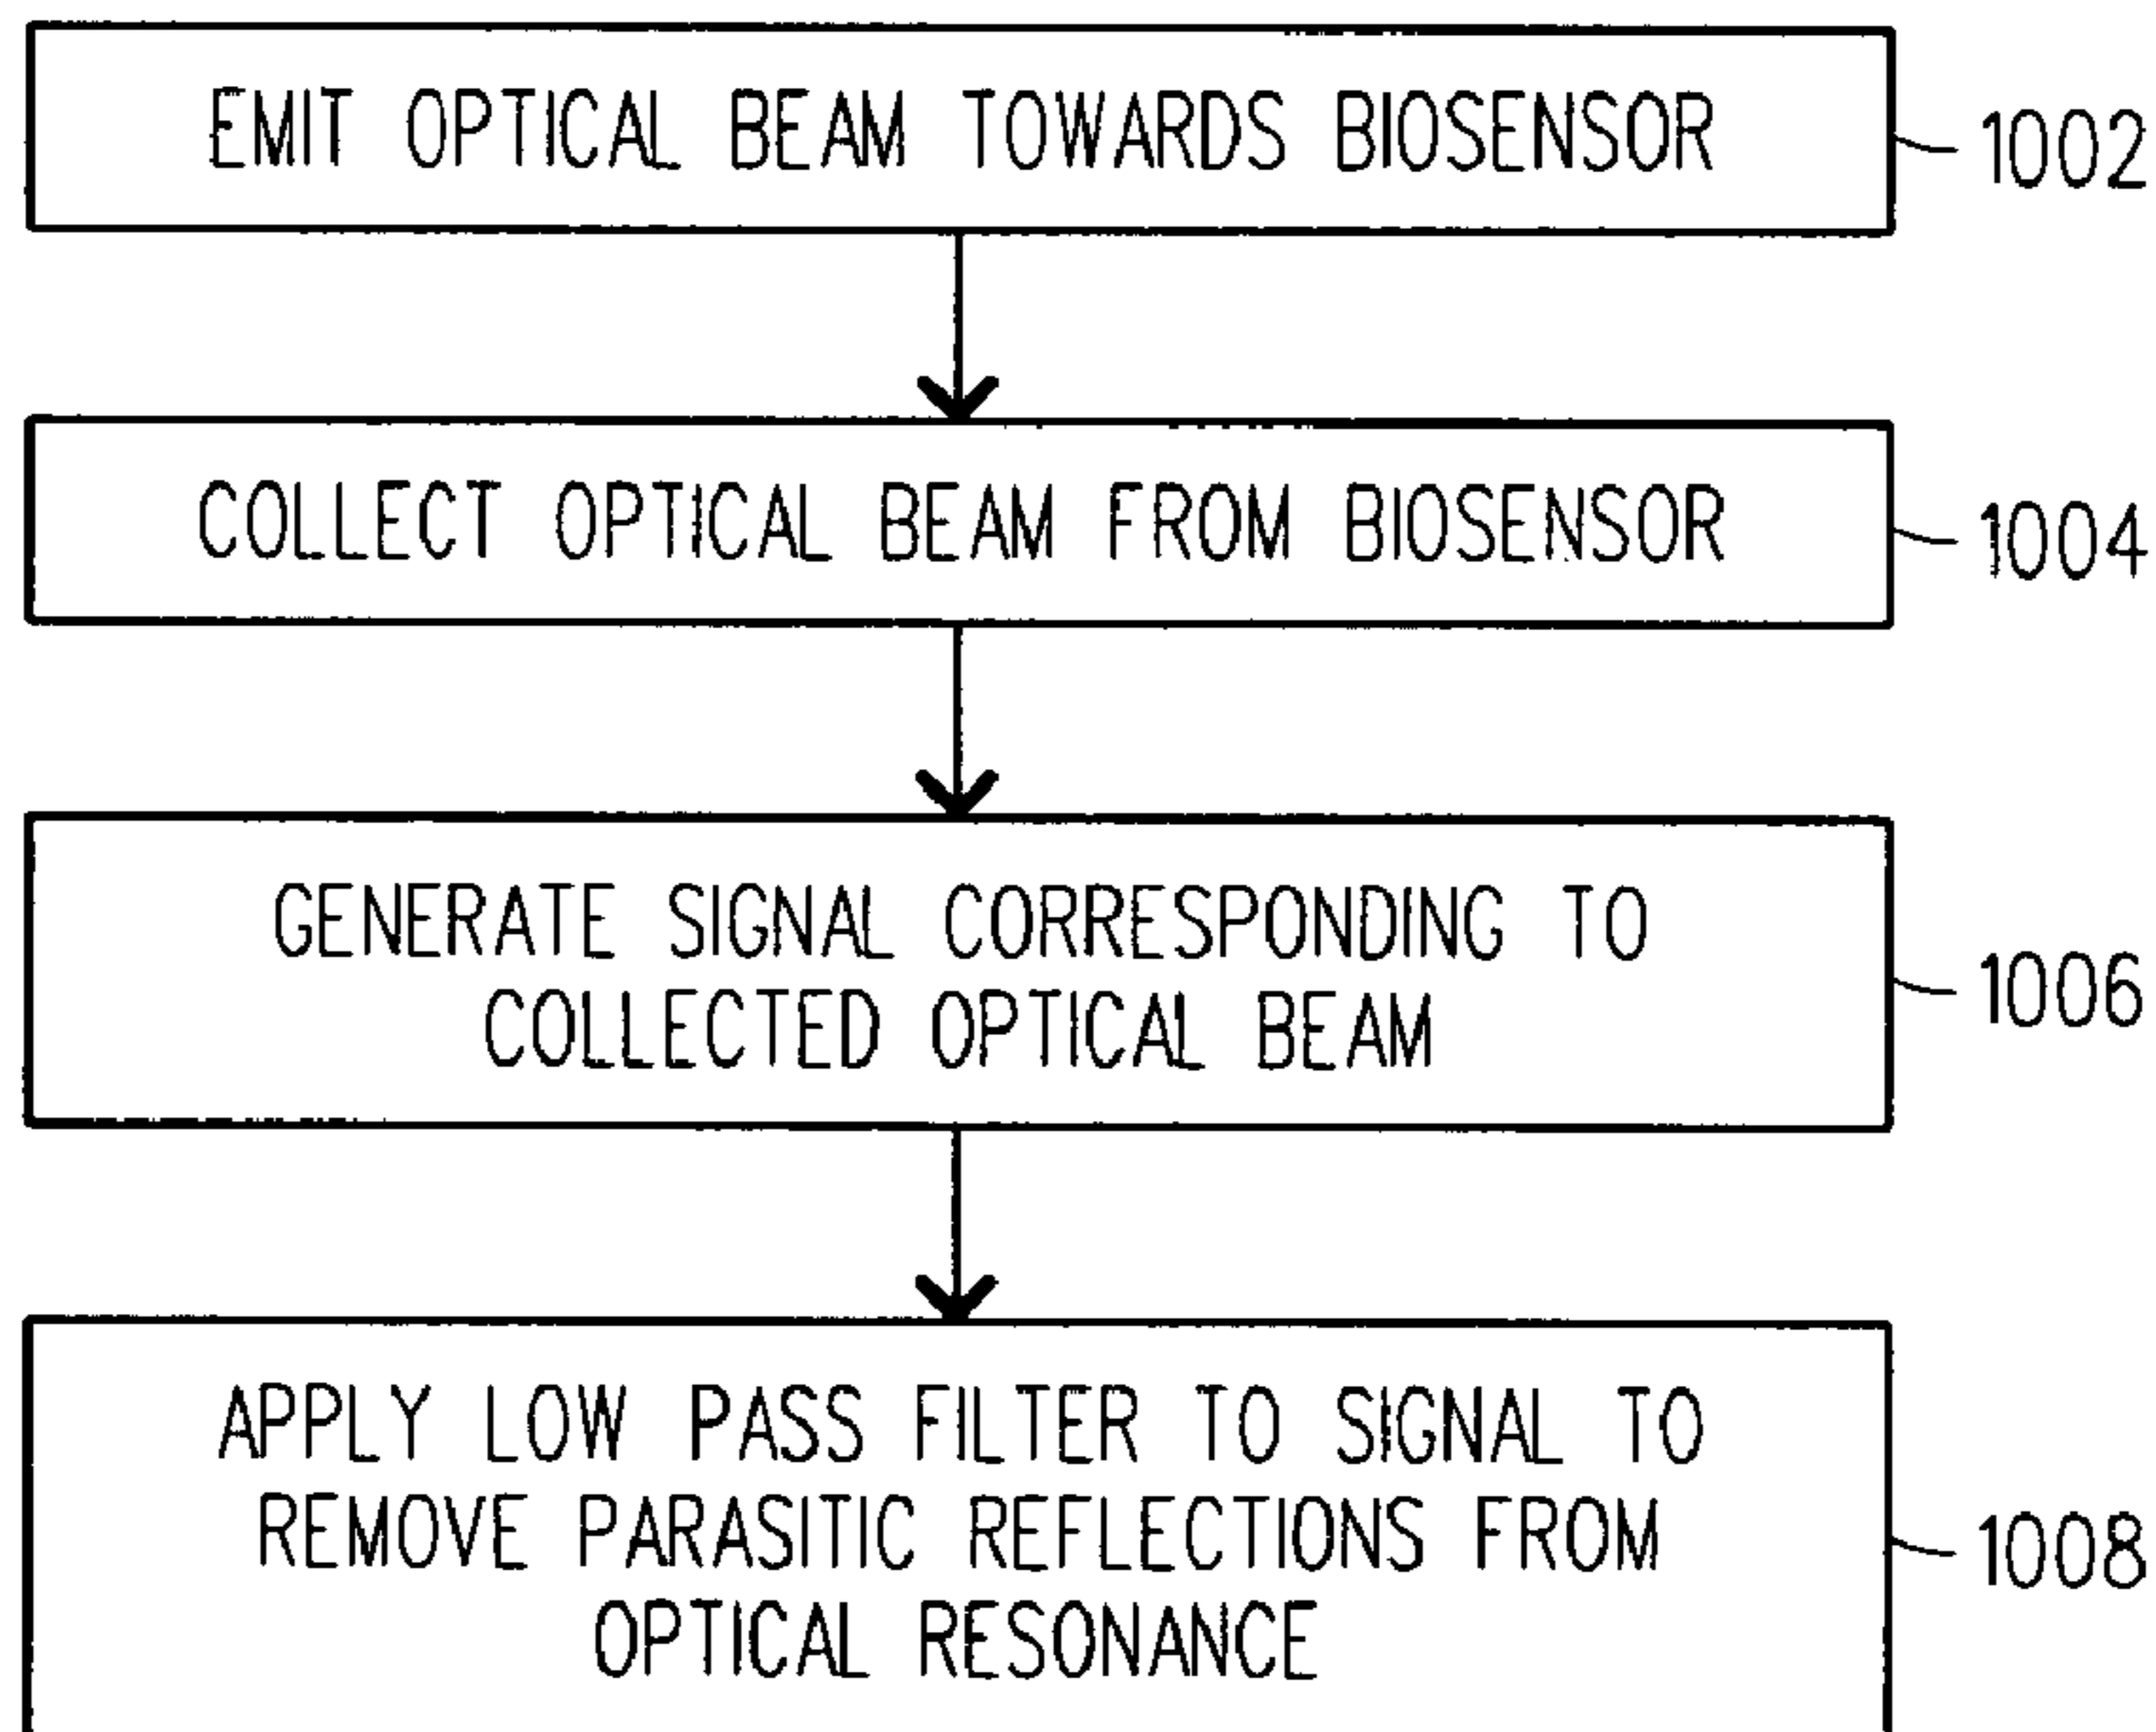 EMIT OPTICAL BEAM TOWARDS BIOSENSOR
1002
COLLECT OPTICAL BEAM FROM BIOSENSOR
1004
GENERATE SIGNAL CORRESPONDING TO
COLLECTED OPTICAL BEAM
1006
APPLY LOW PASS FILTER TO SIGNAL TO
REMOVE PARASITIC REFLECTIONS FROM
OPTICAL RESONANCE
1008